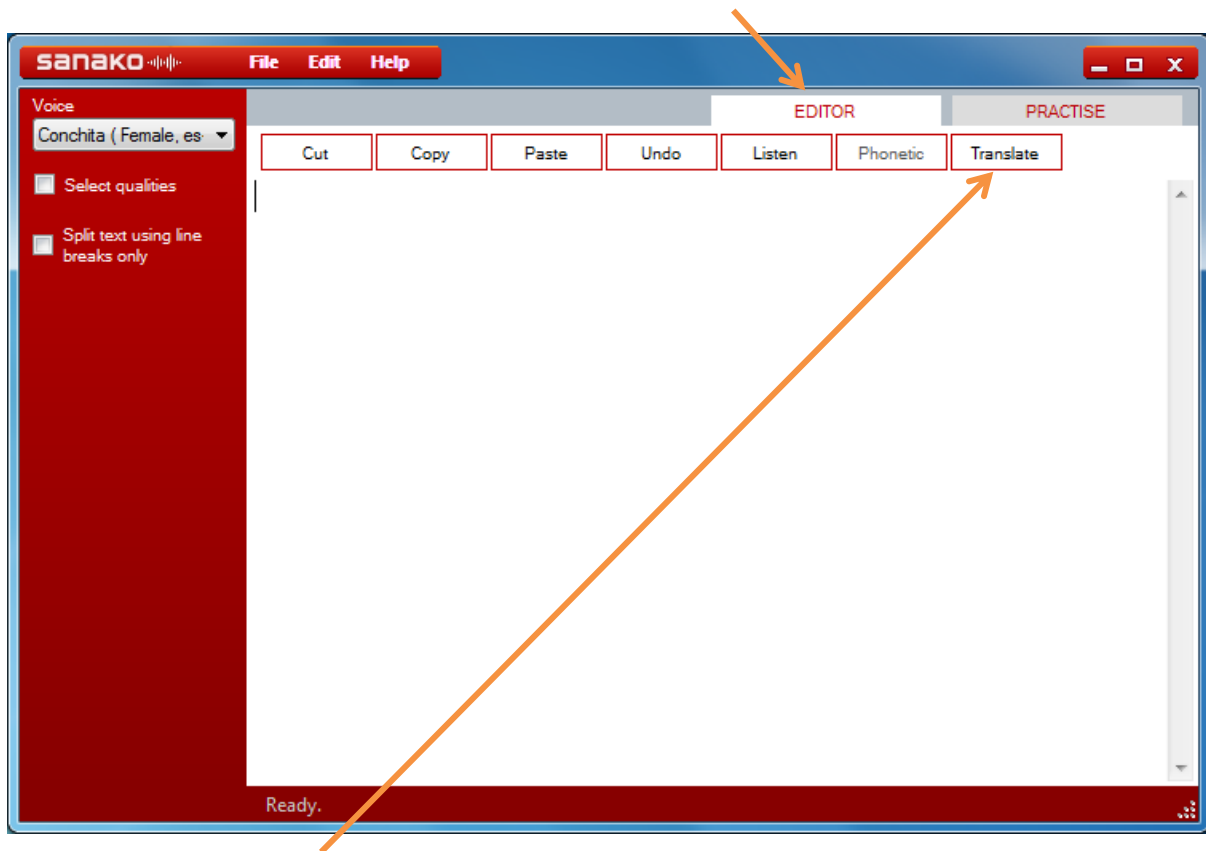 sanako File Edit Help
Voice
Conchita ( Female, es-
Select qualities
Split text using line
breaks only
EDITOR PRACTISE
Cut Copy Paste Undo Listen Phonetic Translate
Ready.